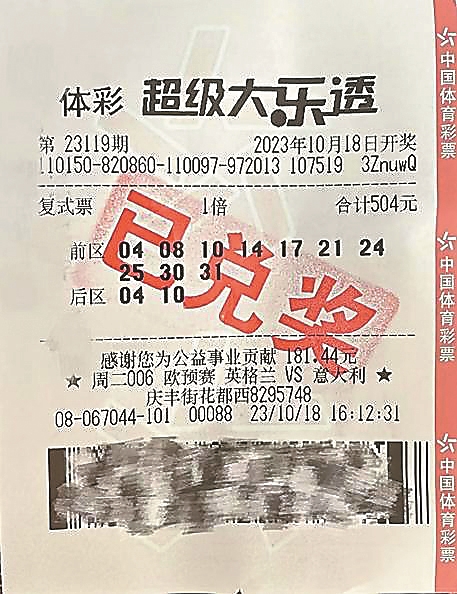 体彩 超级大乐透
第 23119期 2023年10月18日开奖
110150-820860-110097-972013 107519 3ZnuwQ
复式票 1倍 合计504元
前区 04 08 10 14 17 21 24
25 30 31
后区 04 10
已兑奖
感谢您为公益事业贡献 181.44元
★ 周二006 欧预赛 英格兰 VS 意大利 ★
庆丰街花都西8295748
08-067044-101 00088 23/10/18 16:12:31
中国体育彩票
中国体育彩票
中国体育彩票